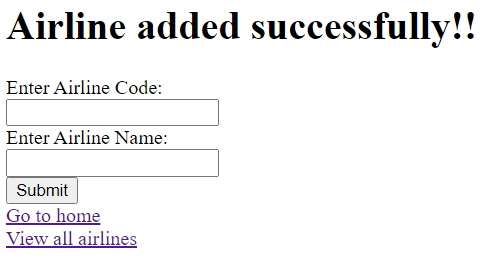 Airline added successfully!!
Enter Airline Code:
Enter Airline Name:
Submit
Go to home
View all airlines